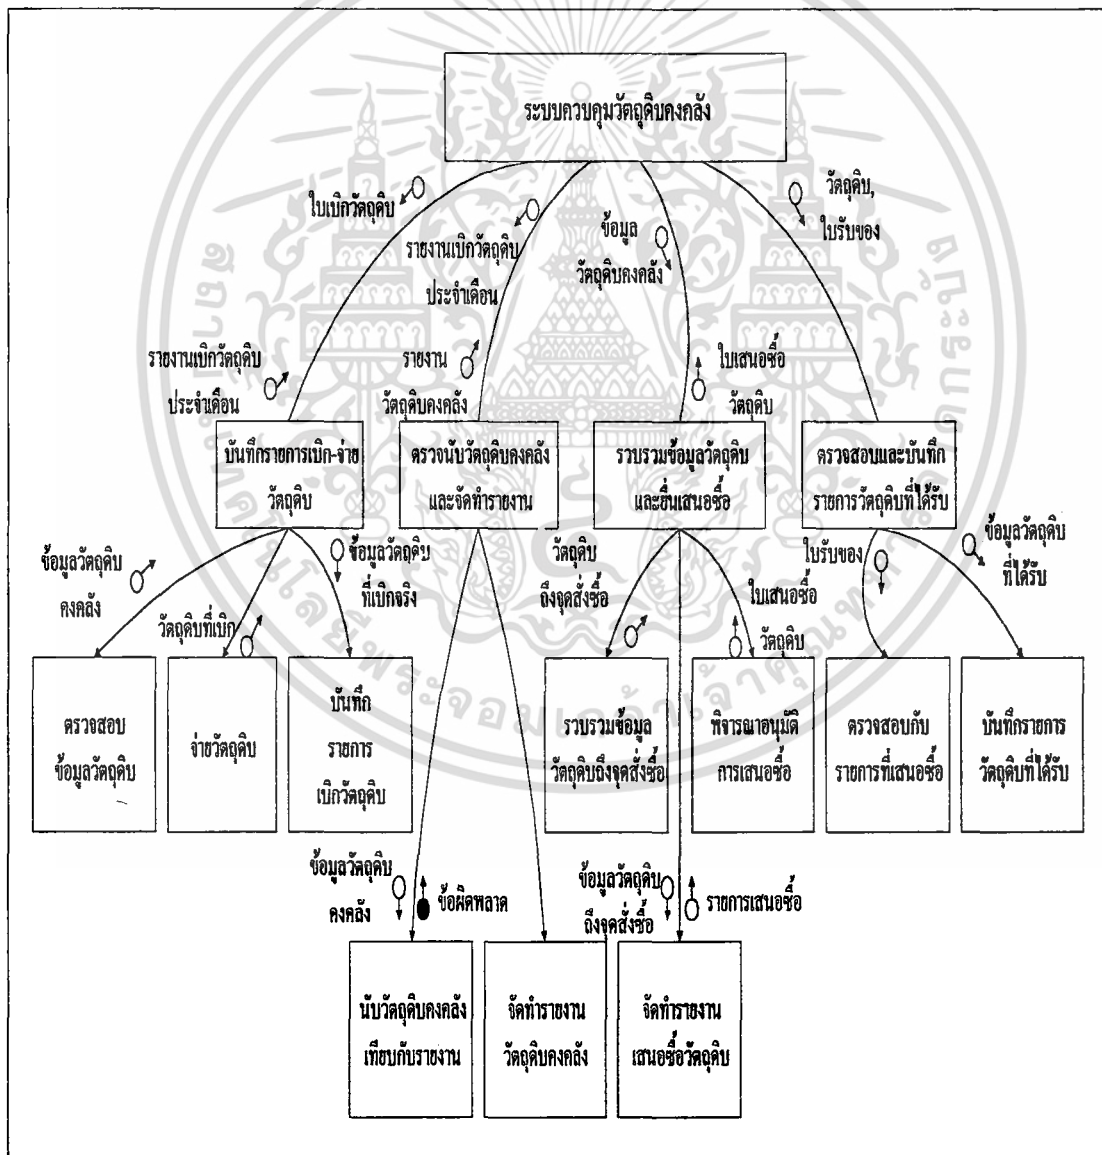 ระบบควบคุมวัตถุดิบคงคลัง
ใบเบิกวัตถุดิบ
รายงานเบิกวัตถุดิบ
ประจำเดือน
ข้อมูล
วัตถุดิบคงคลัง
วัตถุดิบ,
ใบรับของ
รายงานเบิกวัตถุดิบ
ประจำเดือน
รายงาน
วัตถุดิบคงคลัง
ใบเสนอซื้อ
วัตถุดิบ
บันทึกรายการเบิก-จ่าย
วัตถุดิบ
ตรวจนับวัตถุดิบคงคลัง
และจัดทำรายงาน
รวบรวมข้อมูลวัตถุดิบ
และยื่นเสนอซื้อ
ตรวจสอบและบันทึก
รายการวัตถุดิบที่ได้รับ
ข้อมูลวัตถุดิบ
คงคลัง
วัตถุดิบที่เบิก
ข้อมูลวัตถุดิบ
ที่เบิกจริง
วัตถุดิบ
ถึงจุดสั่งซื้อ
ใบเสนอซื้อ
วัตถุดิบ
ใบรับของ
ข้อมูลวัตถุดิบ
ที่ได้รับ
ตรวจสอบ
ข้อมูลวัตถุดิบ
จ่ายวัตถุดิบ
บันทึก
รายการ
เบิกวัตถุดิบ
รวบรวมข้อมูล
วัตถุดิบถึงจุดสั่งซื้อ
พิจารณาอนุมัติ
การเสนอซื้อ
ตรวจสอบกับ
รายการที่เสนอซื้อ
บันทึกรายการ
วัตถุดิบที่ได้รับ
ข้อมูลวัตถุดิบ
คงคลัง
ข้อผิดพลาด
ข้อมูลวัตถุดิบ
ถึงจุดสั่งซื้อ
รายการเสนอซื้อ
นับวัตถุดิบคงคลัง
เทียบกับรายงาน
จัดทำรายงาน
วัตถุดิบคงคลัง
จัดทำรายงาน
เสนอซื้อวัตถุดิบ